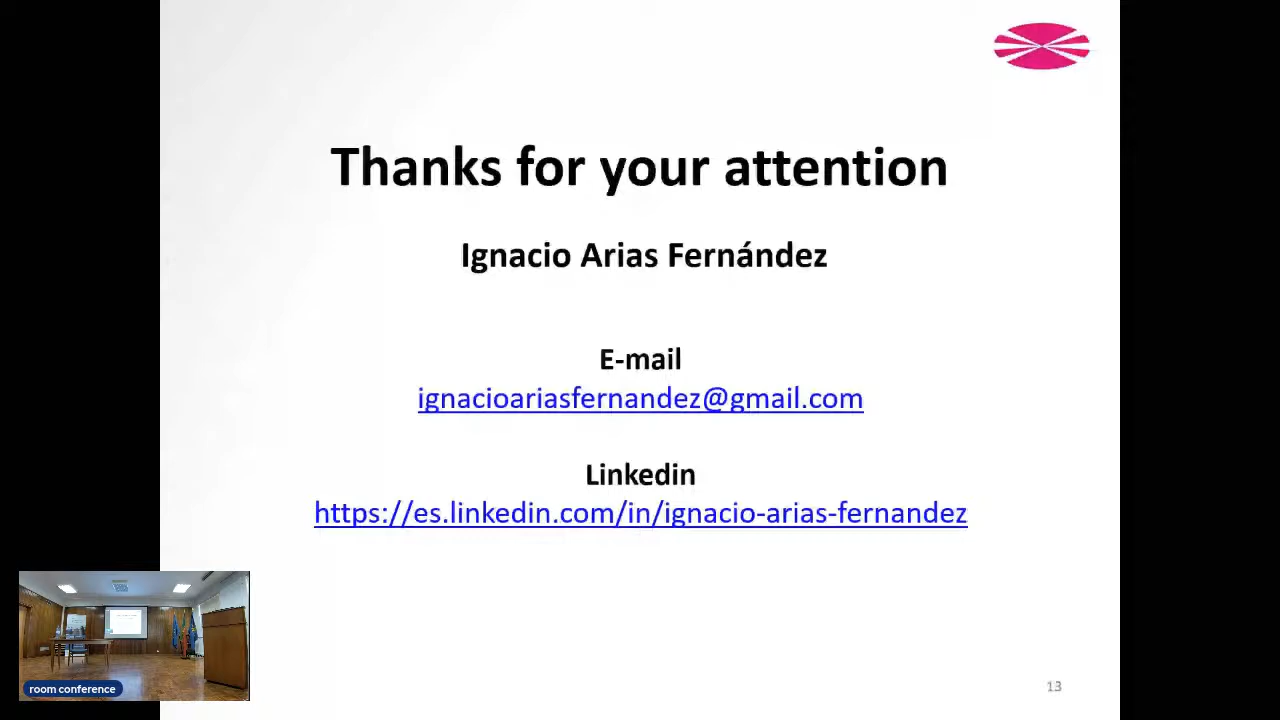 Thanks for your attention
Ignacio Arias Fernández
E-mail
ignacioariasfernandez@gmail.com
Linkedin
https://es.linkedin.com/in/ignacio-arias-fernandez
room conference
13